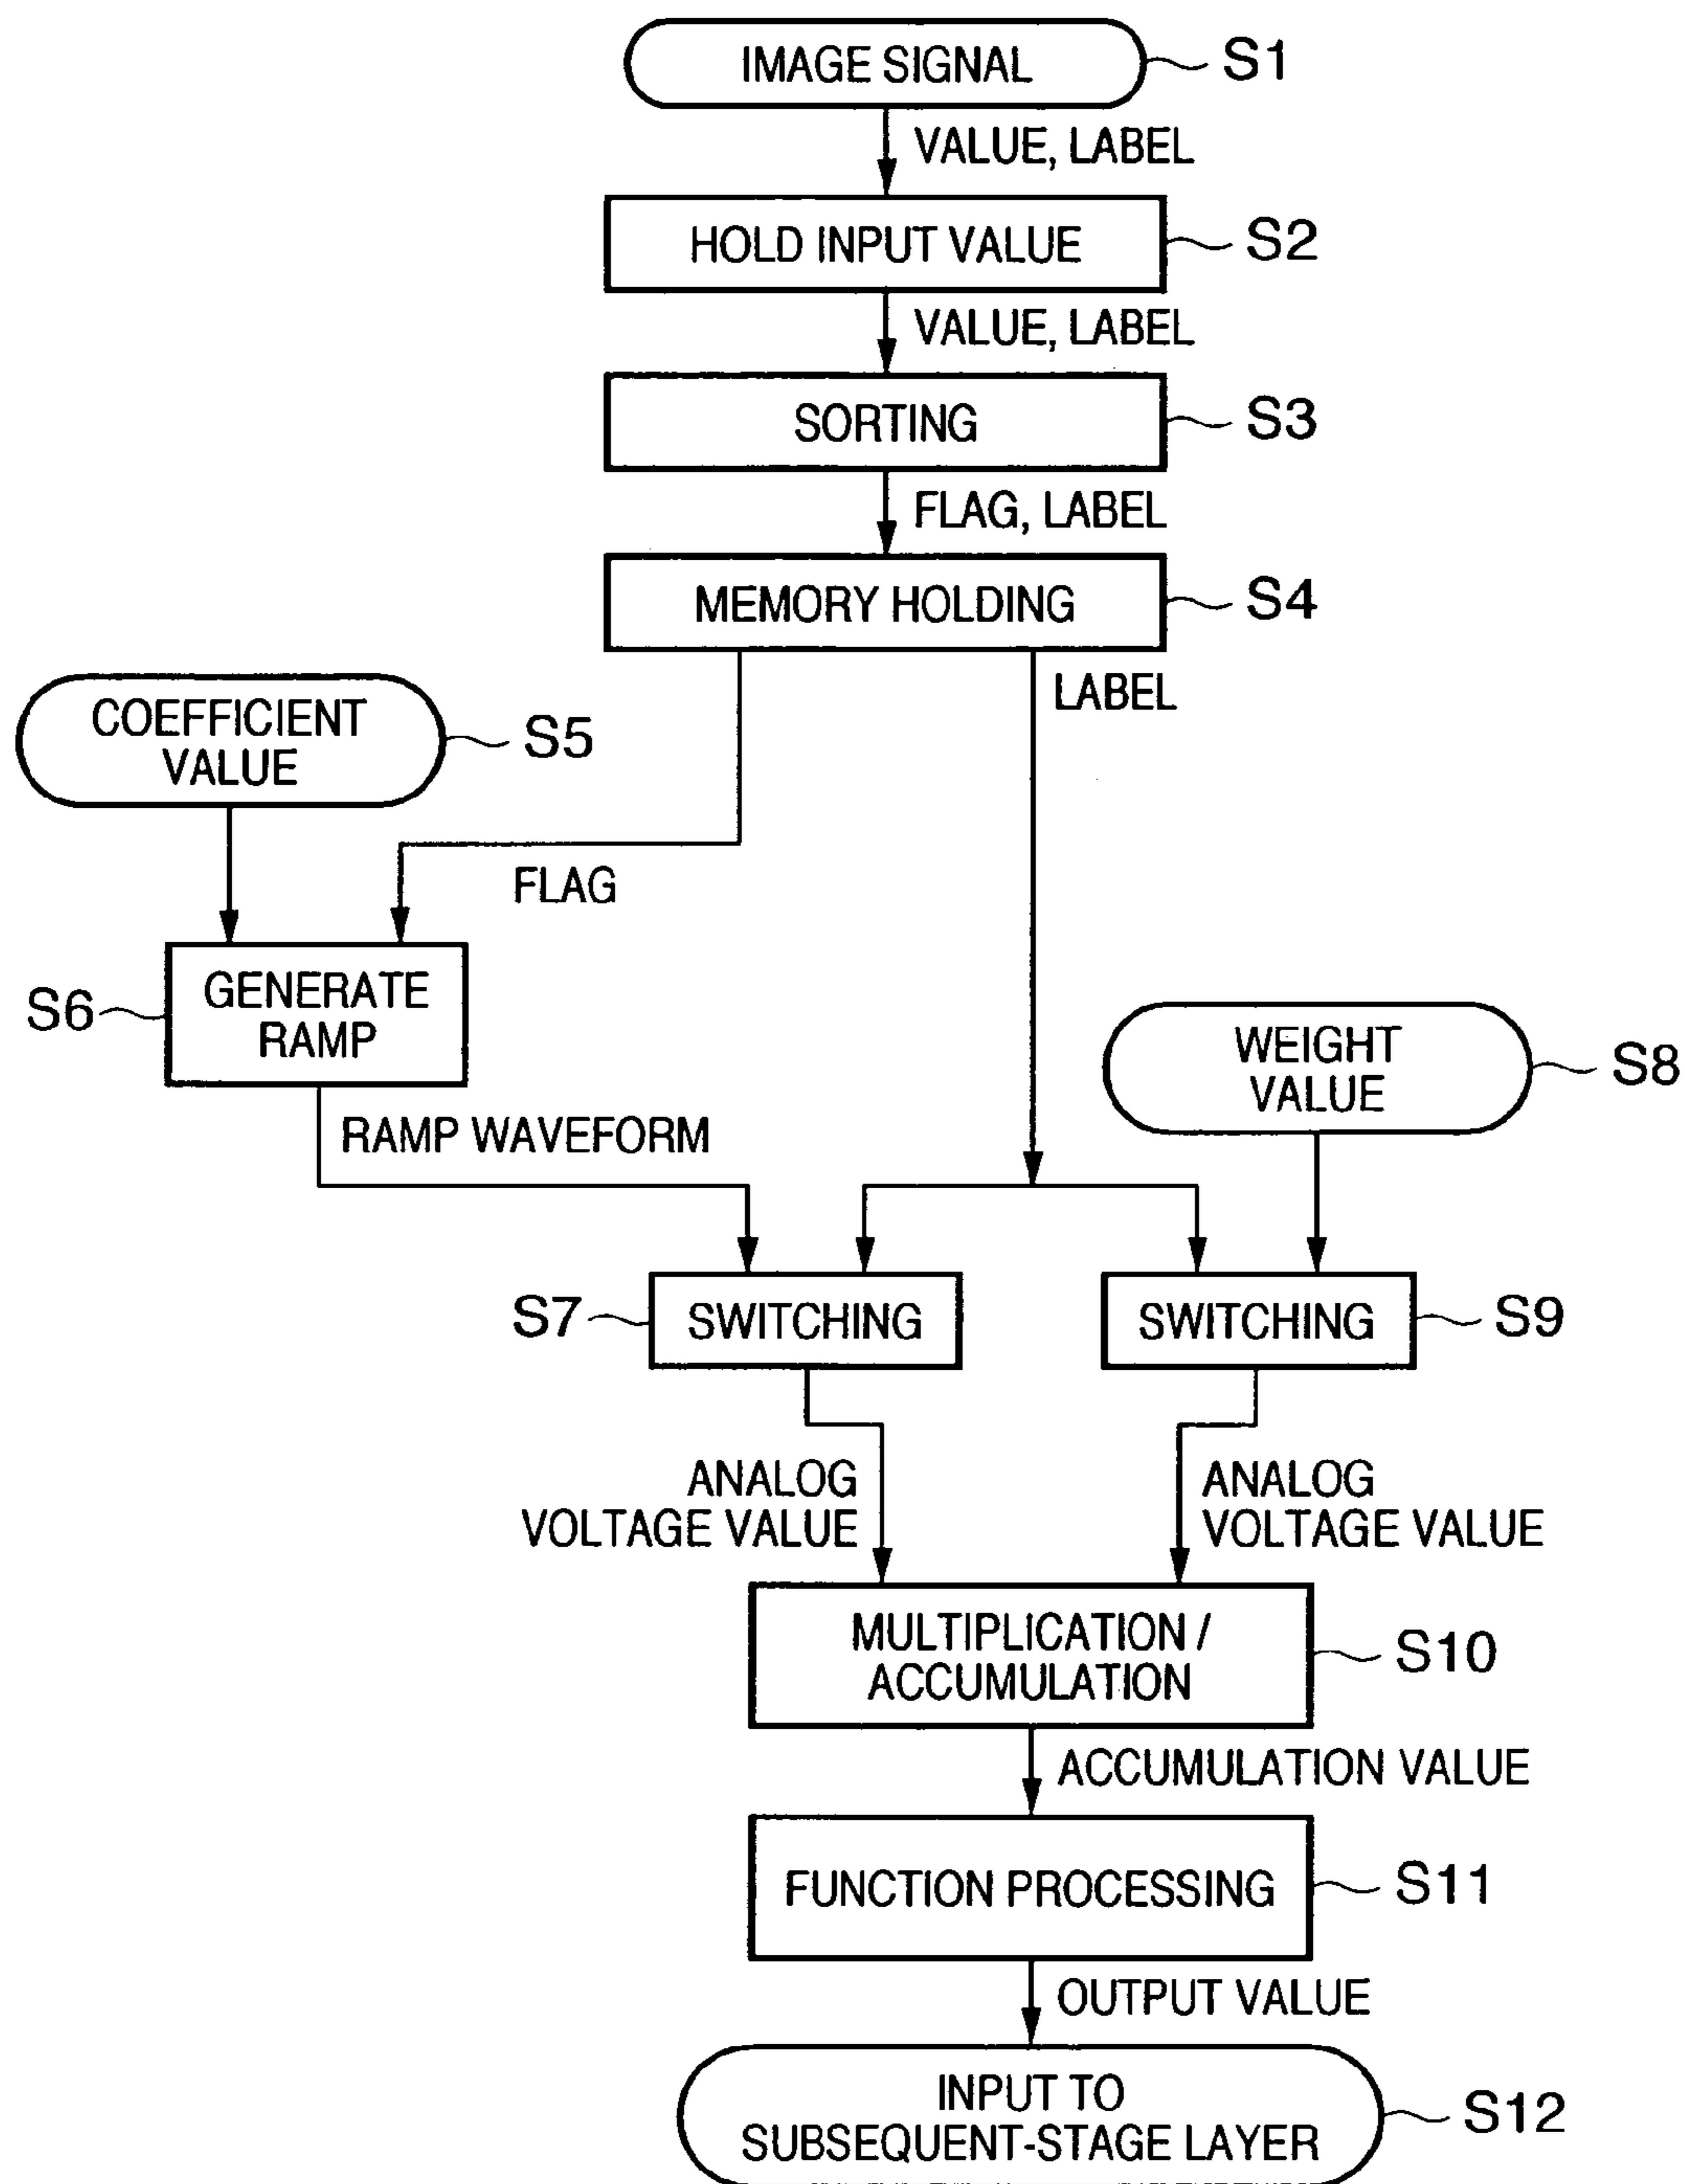 IMAGE SIGNAL
S1
VALUE, LABEL
HOLD INPUT VALUE
S2
VALUE, LABEL
SORTING
S3
FLAG, LABEL
MEMORY HOLDING
S4
LABEL
COEFFICIENT
VALUE
S5
FLAG
GENERATE
RAMP
S6
RAMP WAVEFORM
WEIGHT
VALUE
S8
S7
SWITCHING
SWITCHING
S9
ANALOG
VOLTAGE VALUE
ANALOG
VOLTAGE VALUE
MULTIPLICATION /
ACCUMULATION
S10
ACCUMULATION VALUE
FUNCTION PROCESSING
S11
OUTPUT VALUE
INPUT TO
SUBSEQUENT-STAGE LAYER
S12